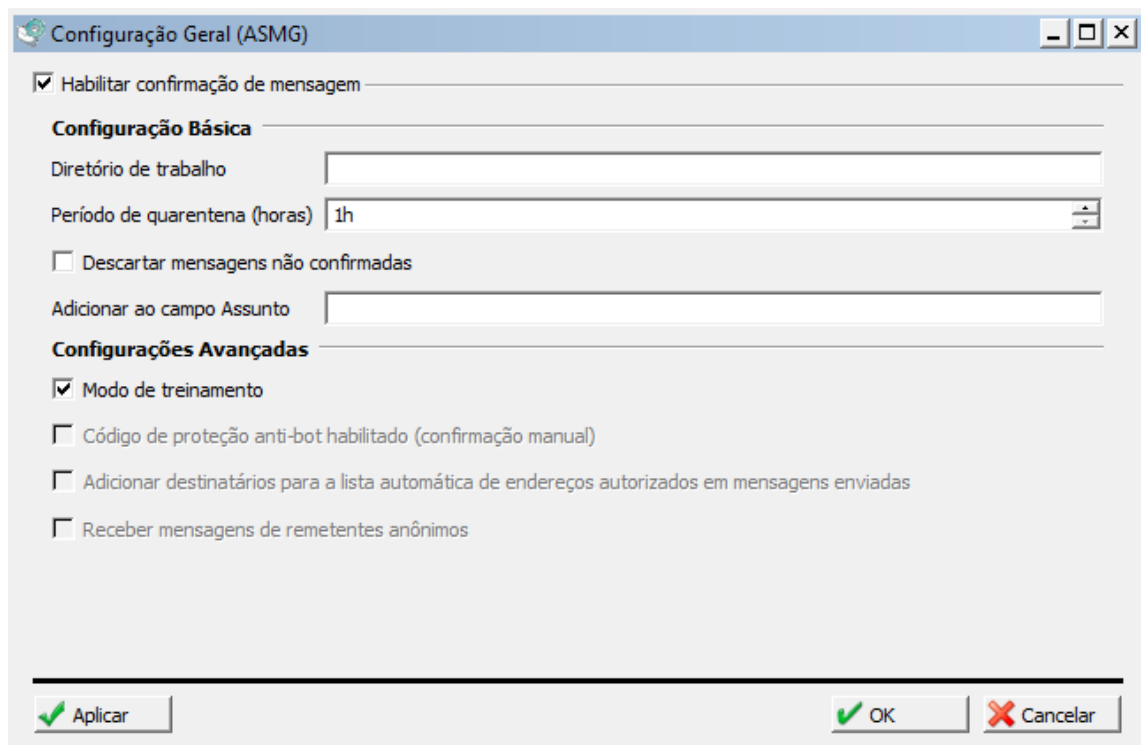 Configuração Geral (ASMG)
Habilitar confirmação de mensagem
Configuração Básica
Diretório de trabalho
Período de quarentena (horas) 1h
Descartar mensagens não confirmadas
Adicionar ao campo Assunto
Configurações Avançadas
Modo de treinamento
Código de proteção anti-bot habilitado (confirmação manual)
Adicionar destinatários para a lista automática de endereços autorizados em mensagens enviadas
Receber mensagens de remetentes anônimos
Aplicar OK Cancelar